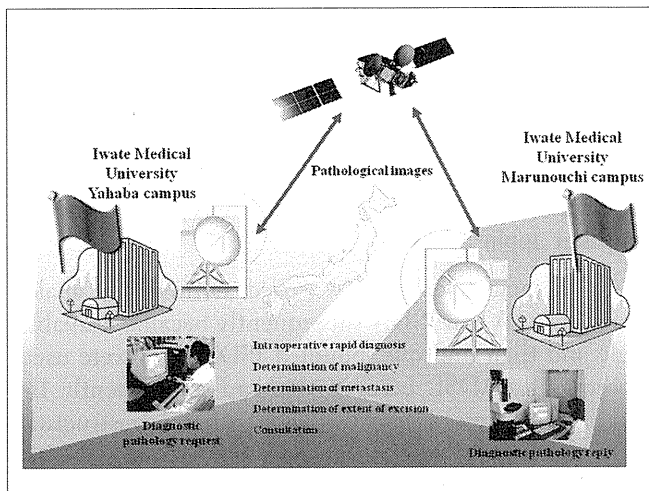 Iwate Medical
University
Yahaba campus
Pathological images
Iwate Medical
University
Marunouchi campus
Intraoperative rapid diagnosis
Determination of malignancy
Determination of metastasis
Determination of extent of excision
Consultation
Diagnostic
pathology request
Diagnostic pathology reply